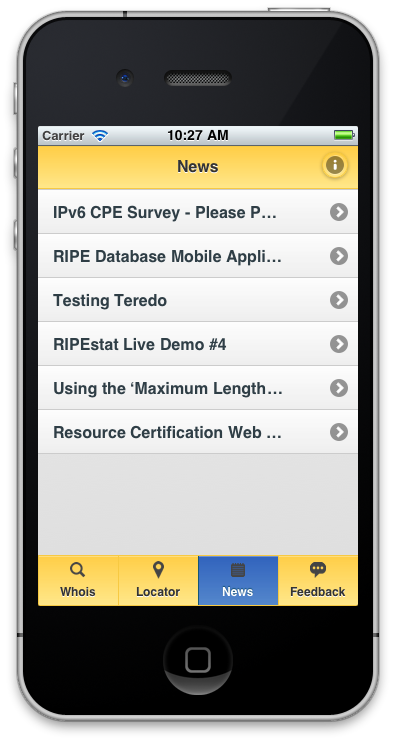 Carrier 10:27 AM
News
IPv6 CPE Survey - Please P...
RIPE Database Mobile Appli...
Testing Teredo
RIPEstat Live Demo #4
Using the ‘Maximum Length...
Resource Certification Web ...
Whois Locator News Feedback